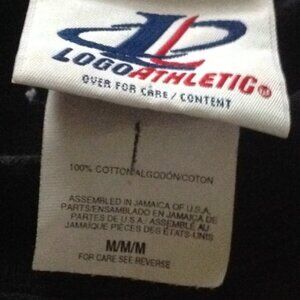 LOGO ATHLETIC
OVER FOR CARE / CONTENT
100% COTTON/ALGODÓN/COTON
ASSEMBLED IN JAMAICA OF U.S.A.
PARTS/ENSAMBLADO EN JAMAICA DE
PARTES DE U.S.A. ASSEMBLÉ AU
JAMAIQUE PIÈCES DES ÉTATS-UNIS
M/M/M
FOR CARE SEE REVERSE